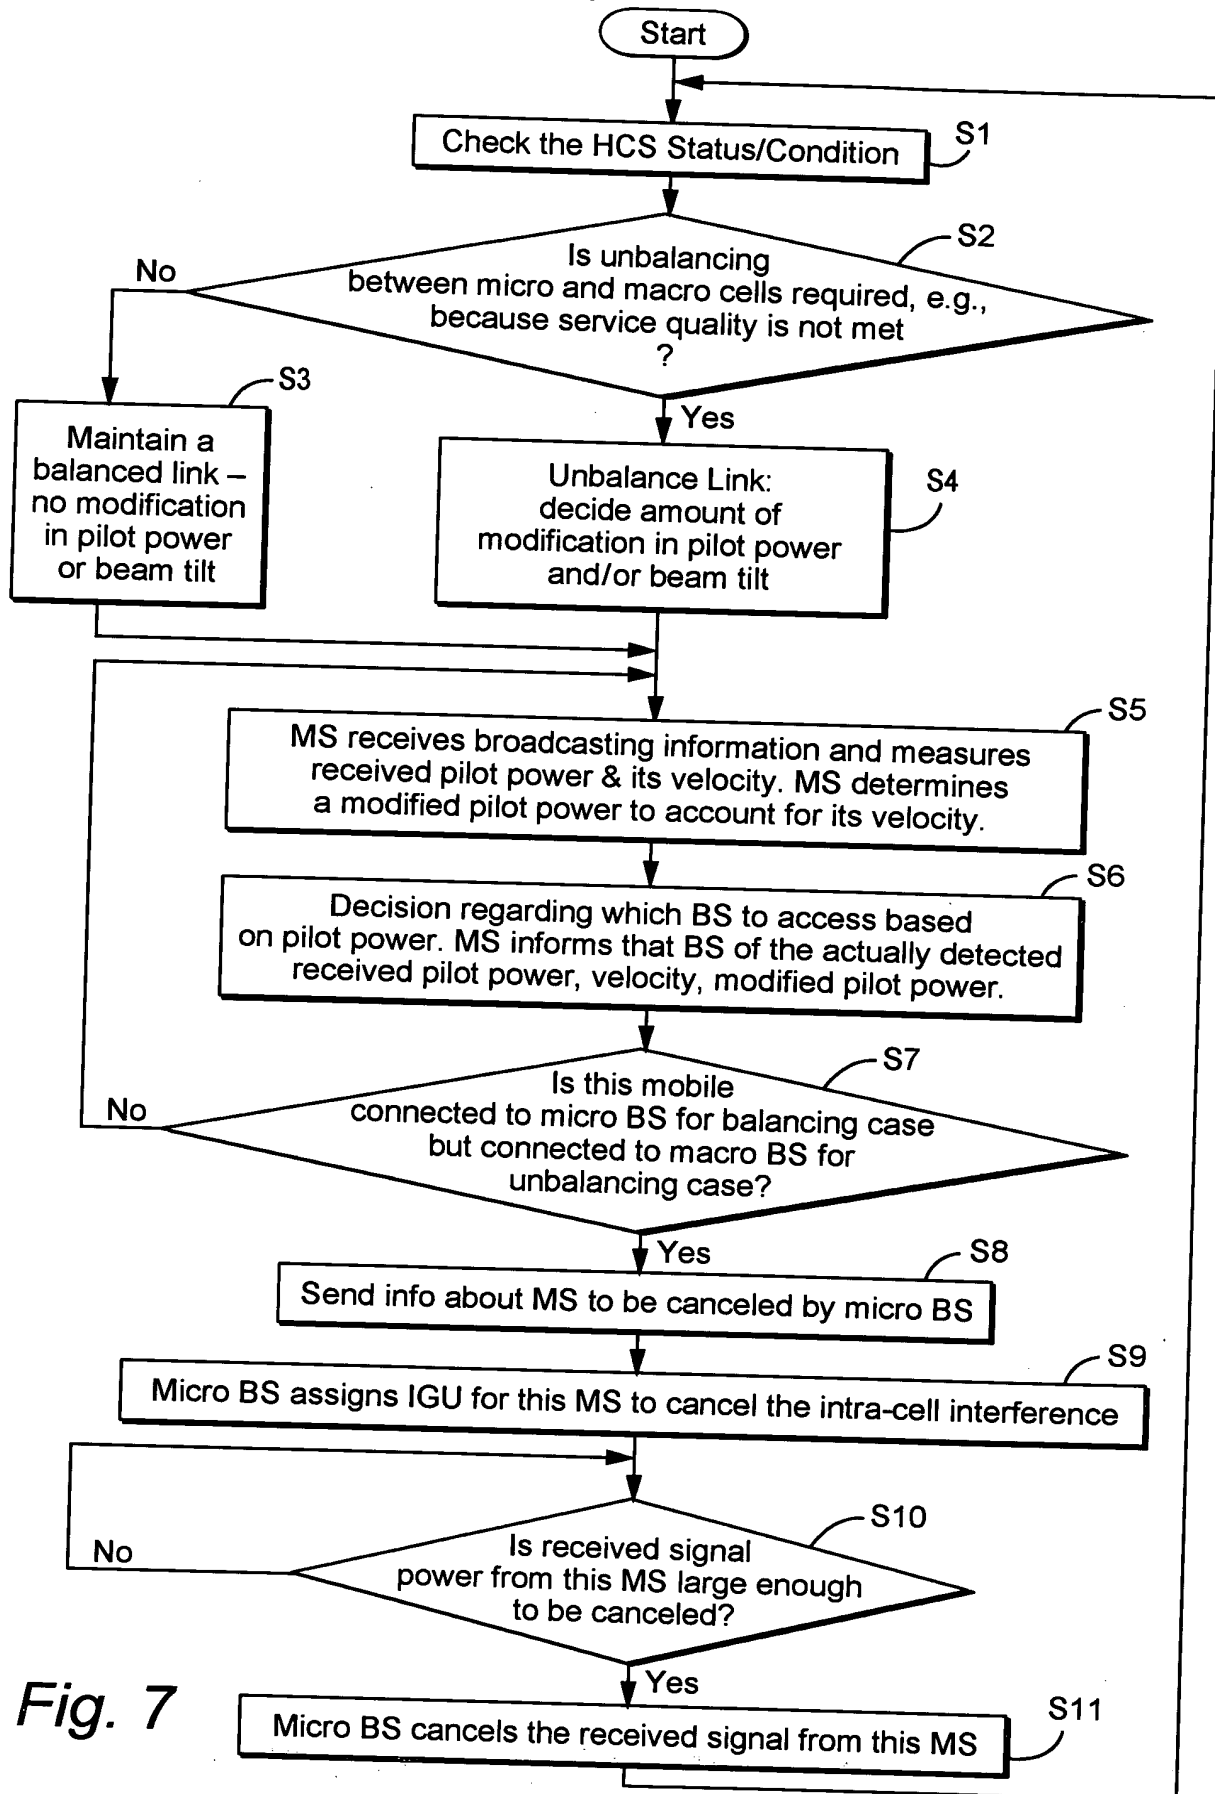 Start
Check the HCS Status/Condition
S1
Is unbalancing
between micro and macro cells required, e.g.,
because service quality is not met
?
S2
No
Yes
S3
Maintain a
balanced link –
no modification
in pilot power
or beam tilt
Unbalance Link:
decide amount of
modification in pilot power
and/or beam tilt
S4
S5
MS receives broadcasting information and measures
received pilot power & its velocity. MS determines
a modified pilot power to account for its velocity.
S6
Decision regarding which BS to access based
on pilot power. MS informs that BS of the actually detected
received pilot power, velocity, modified pilot power.
S7
Is this mobile
connected to micro BS for balancing case
but connected to macro BS for
unbalancing case?
No
Yes
S8
Send info about MS to be canceled by micro BS
S9
Micro BS assigns IGU for this MS to cancel the intra-cell interference
S10
Is received signal
power from this MS large enough
to be canceled?
No
Yes
Fig. 7
S11
Micro BS cancels the received signal from this MS